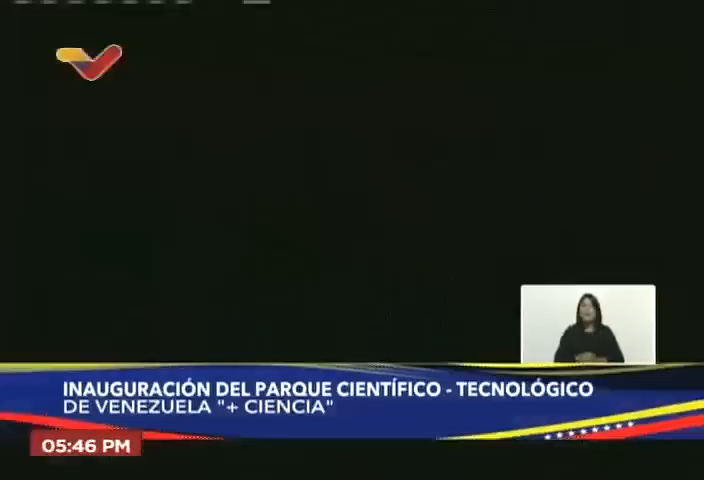 INAUGURACIÓN DEL PARQUE CIENTÍFICO - TECNOLÓGICO
DE VENEZUELA "+ CIENCIA"
05:46 PM